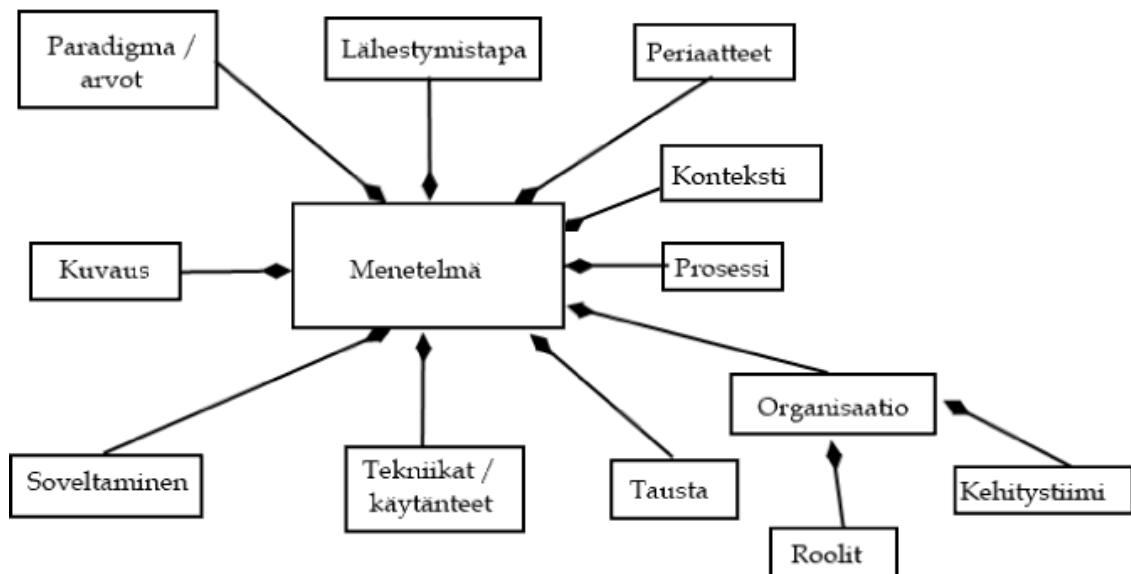 Paradigma /
arvot
Lähestymistapa
Periaatteet
Konteksti
Kuvaus
Menetelmä
Prosessi
Organisaatio
Soveltaminen
Tekniikat /
käytänteet
Tausta
Kehitystiimi
Roolit